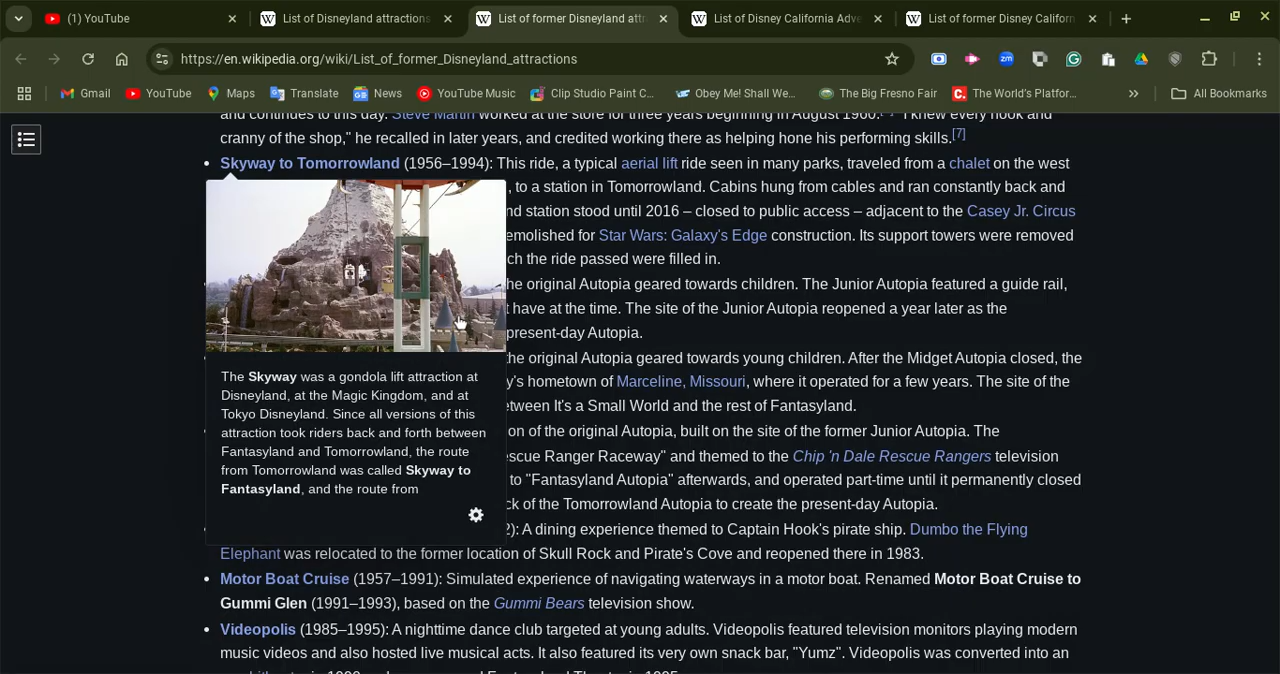 (1) YouTube
List of Disneyland attractions
List of former Disneyland attr
List of Disney California Adve
List of former Disney Californ
https://en.wikipedia.org/wiki/List_of_former_Disneyland_attractions
zm
Gmail
YouTube
Maps
Translate
News
YouTube Music
Clip Studio Paint C...
Obey Me! Shall We...
The Big Fresno Fair
The World's Platfor...
All Bookmarks
and continues to this day. Steve Martin worked at the store for three years beginning in August 1960. "I knew every nook and
cranny of the shop," he recalled in later years, and credited working there as helping hone his performing skills.[7]
Skyway to Tomorrowland (1956–1994): This ride, a typical aerial lift ride seen in many parks, traveled from a chalet on the west
, to a station in Tomorrowland. Cabins hung from cables and ran constantly back and
nd station stood until 2016 – closed to public access – adjacent to the Casey Jr. Circus
emolished for Star Wars: Galaxy's Edge construction. Its support towers were removed
ch the ride passed were filled in.
the original Autopia geared towards children. The Junior Autopia featured a guide rail,
t have at the time. The site of the Junior Autopia reopened a year later as the
present-day Autopia.
the original Autopia geared towards young children. After the Midget Autopia closed, the
y's hometown of Marceline, Missouri, where it operated for a few years. The site of the
etween It's a Small World and the rest of Fantasyland.
on of the original Autopia, built on the site of the former Junior Autopia. The
escue Ranger Raceway" and themed to the Chip 'n Dale Rescue Rangers television
to "Fantasyland Autopia" afterwards, and operated part-time until it permanently closed
ck of the Tomorrowland Autopia to create the present-day Autopia.
2): A dining experience themed to Captain Hook's pirate ship. Dumbo the Flying
Elephant was relocated to the former location of Skull Rock and Pirate's Cove and reopened there in 1983.
Motor Boat Cruise (1957–1991): Simulated experience of navigating waterways in a motor boat. Renamed Motor Boat Cruise to
Gummi Glen (1991–1993), based on the Gummi Bears television show.
Videopolis (1985–1995): A nighttime dance club targeted at young adults. Videopolis featured television monitors playing modern
music videos and also hosted live musical acts. It also featured its very own snack bar, "Yumz". Videopolis was converted into an
The Skyway was a gondola lift attraction at
Disneyland, at the Magic Kingdom, and at
Tokyo Disneyland. Since all versions of this
attraction took riders back and forth between
Fantasyland and Tomorrowland, the route
from Tomorrowland was called Skyway to
Fantasyland, and the route from